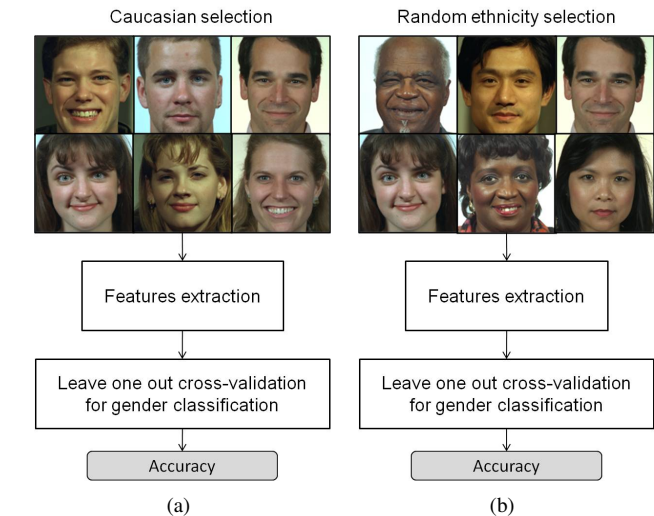 Caucasian selection
Random ethnicity selection
Features extraction
Features extraction
Leave one out cross-validation
for gender classification
Leave one out cross-validation
for gender classification
Accuracy
Accuracy
(a)
(b)